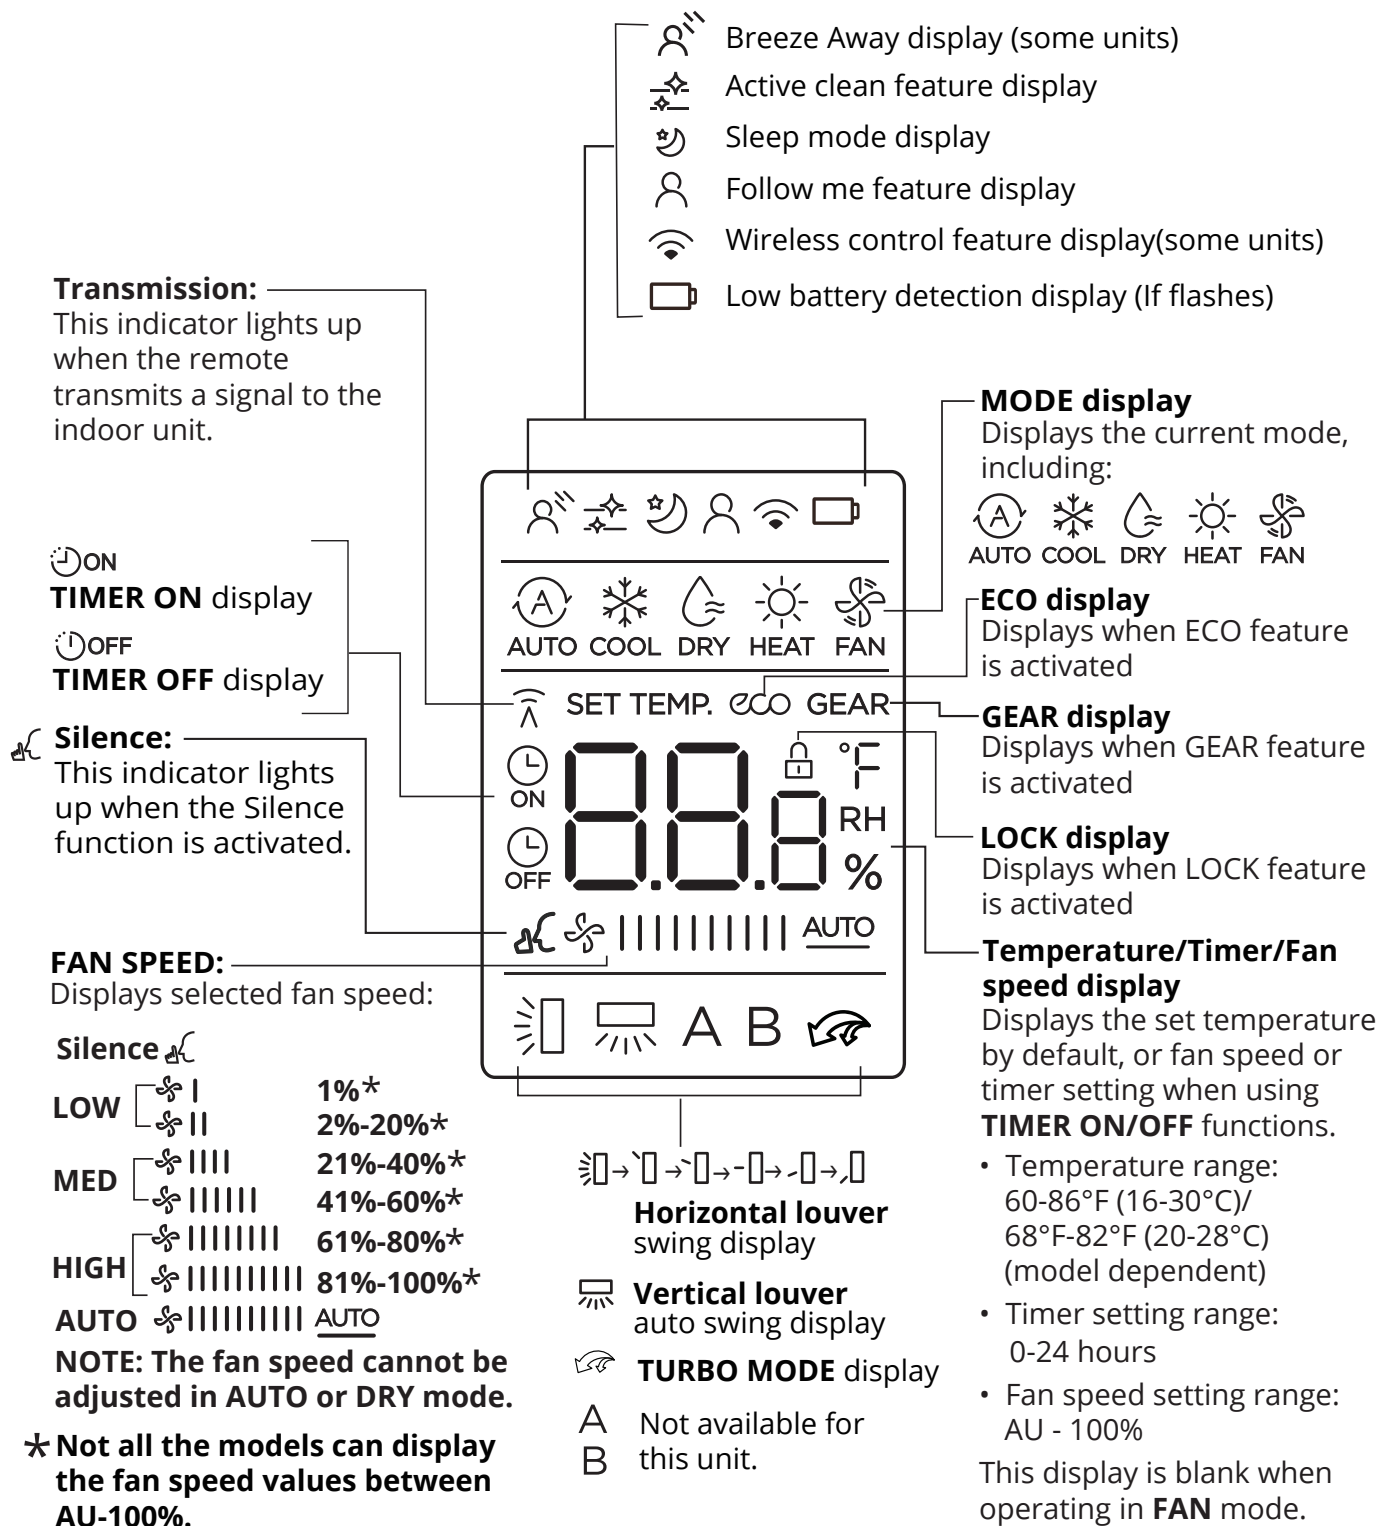 Breeze Away display (some units)
Active clean feature display
Sleep mode display
Follow me feature display
Wireless control feature display(some units)
Low battery detection display (If flashes)
Transmission:
This indicator lights up
when the remote
transmits a signal to the
indoor unit.
ON
TIMER ON display
OFF
TIMER OFF display
Silence:
This indicator lights
up when the Silence
function is activated.
FAN SPEED:
Displays selected fan speed:
Silence
LOW
1%*
2%-20%*
MED
21%-40%*
41%-60%*
HIGH
61%-80%*
81%-100%*
AUTO AUTO
NOTE: The fan speed cannot be
adjusted in AUTO or DRY mode.
* Not all the models can display
the fan speed values between
AU-100%.
A
AUTO COOL DRY HEAT FAN
SET TEMP. eco GEAR
ON
OFF
88.8
°F
RH
%
AUTO
A B
Horizontal louver
swing display
Vertical louver
auto swing display
TURBO MODE display
A
B
Not available for
this unit.
MODE display
Displays the current mode,
including:
A
AUTO COOL DRY HEAT FAN
ECO display
Displays when ECO feature
is activated
GEAR display
Displays when GEAR feature
is activated
LOCK display
Displays when LOCK feature
is activated
Temperature/Timer/Fan
speed display
Displays the set temperature
by default, or fan speed or
timer setting when using
TIMER ON/OFF functions.
• Temperature range:
60-86°F (16-30°C)/
68°F-82°F (20-28°C)
(model dependent)
• Timer setting range:
0-24 hours
• Fan speed setting range:
AU - 100%
This display is blank when
operating in FAN mode.